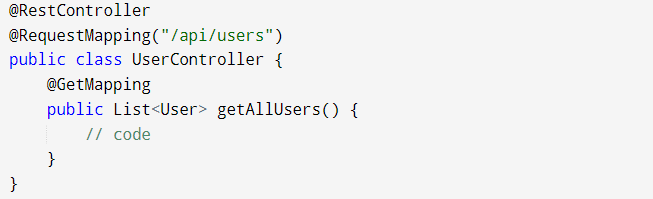 @RestController
@RequestMapping("/api/users")
public class UserController {
    @GetMapping
    public List<User> getAllUsers() {
        // code
    }
}